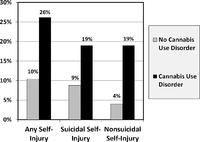 30%
25%
20%
15%
10%
5%
0%
26%
10%
19%
9%
19%
4%
Any Self-
Injury
Suicidal Self-
Injury
Nonsuicidal
Self-Injury
No Cannabis
Use Disorder
Cannabis Use
Disorder